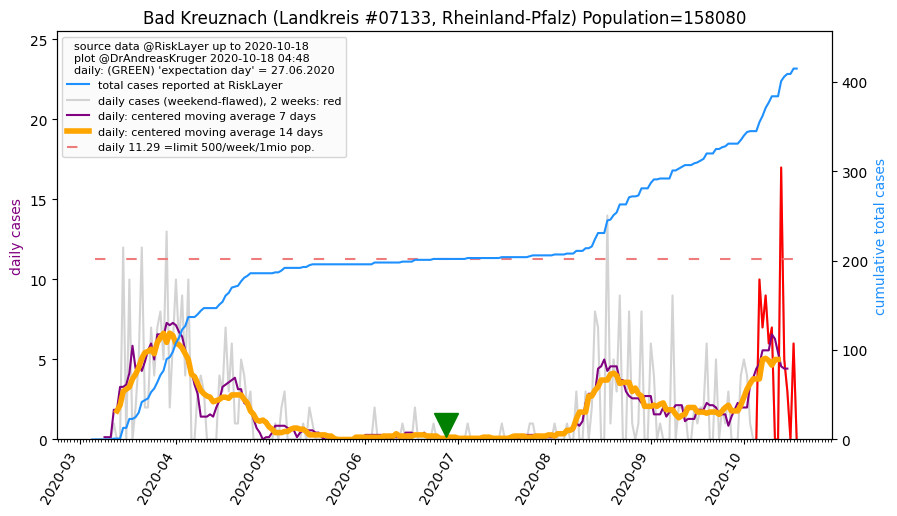 Bad Kreuznach (Landkreis #07133, Rheinland-Pfalz) Population=158080
source data @RiskLayer up to 2020-10-18
plot @DrAndreasKruger 2020-10-18 04:48
daily: (GREEN) 'expectation day' = 27.06.2020
total cases reported at RiskLayer
daily cases (weekend-flawed), 2 weeks: red
daily: centered moving average 7 days
daily: centered moving average 14 days
daily 11.29 =limit 500/week/1mio pop.
daily cases
25
20
15
10
5
0
cumulative total cases
400
300
200
100
0
2020-03
2020-04
2020-05
2020-06
2020-07
2020-08
2020-09
2020-10